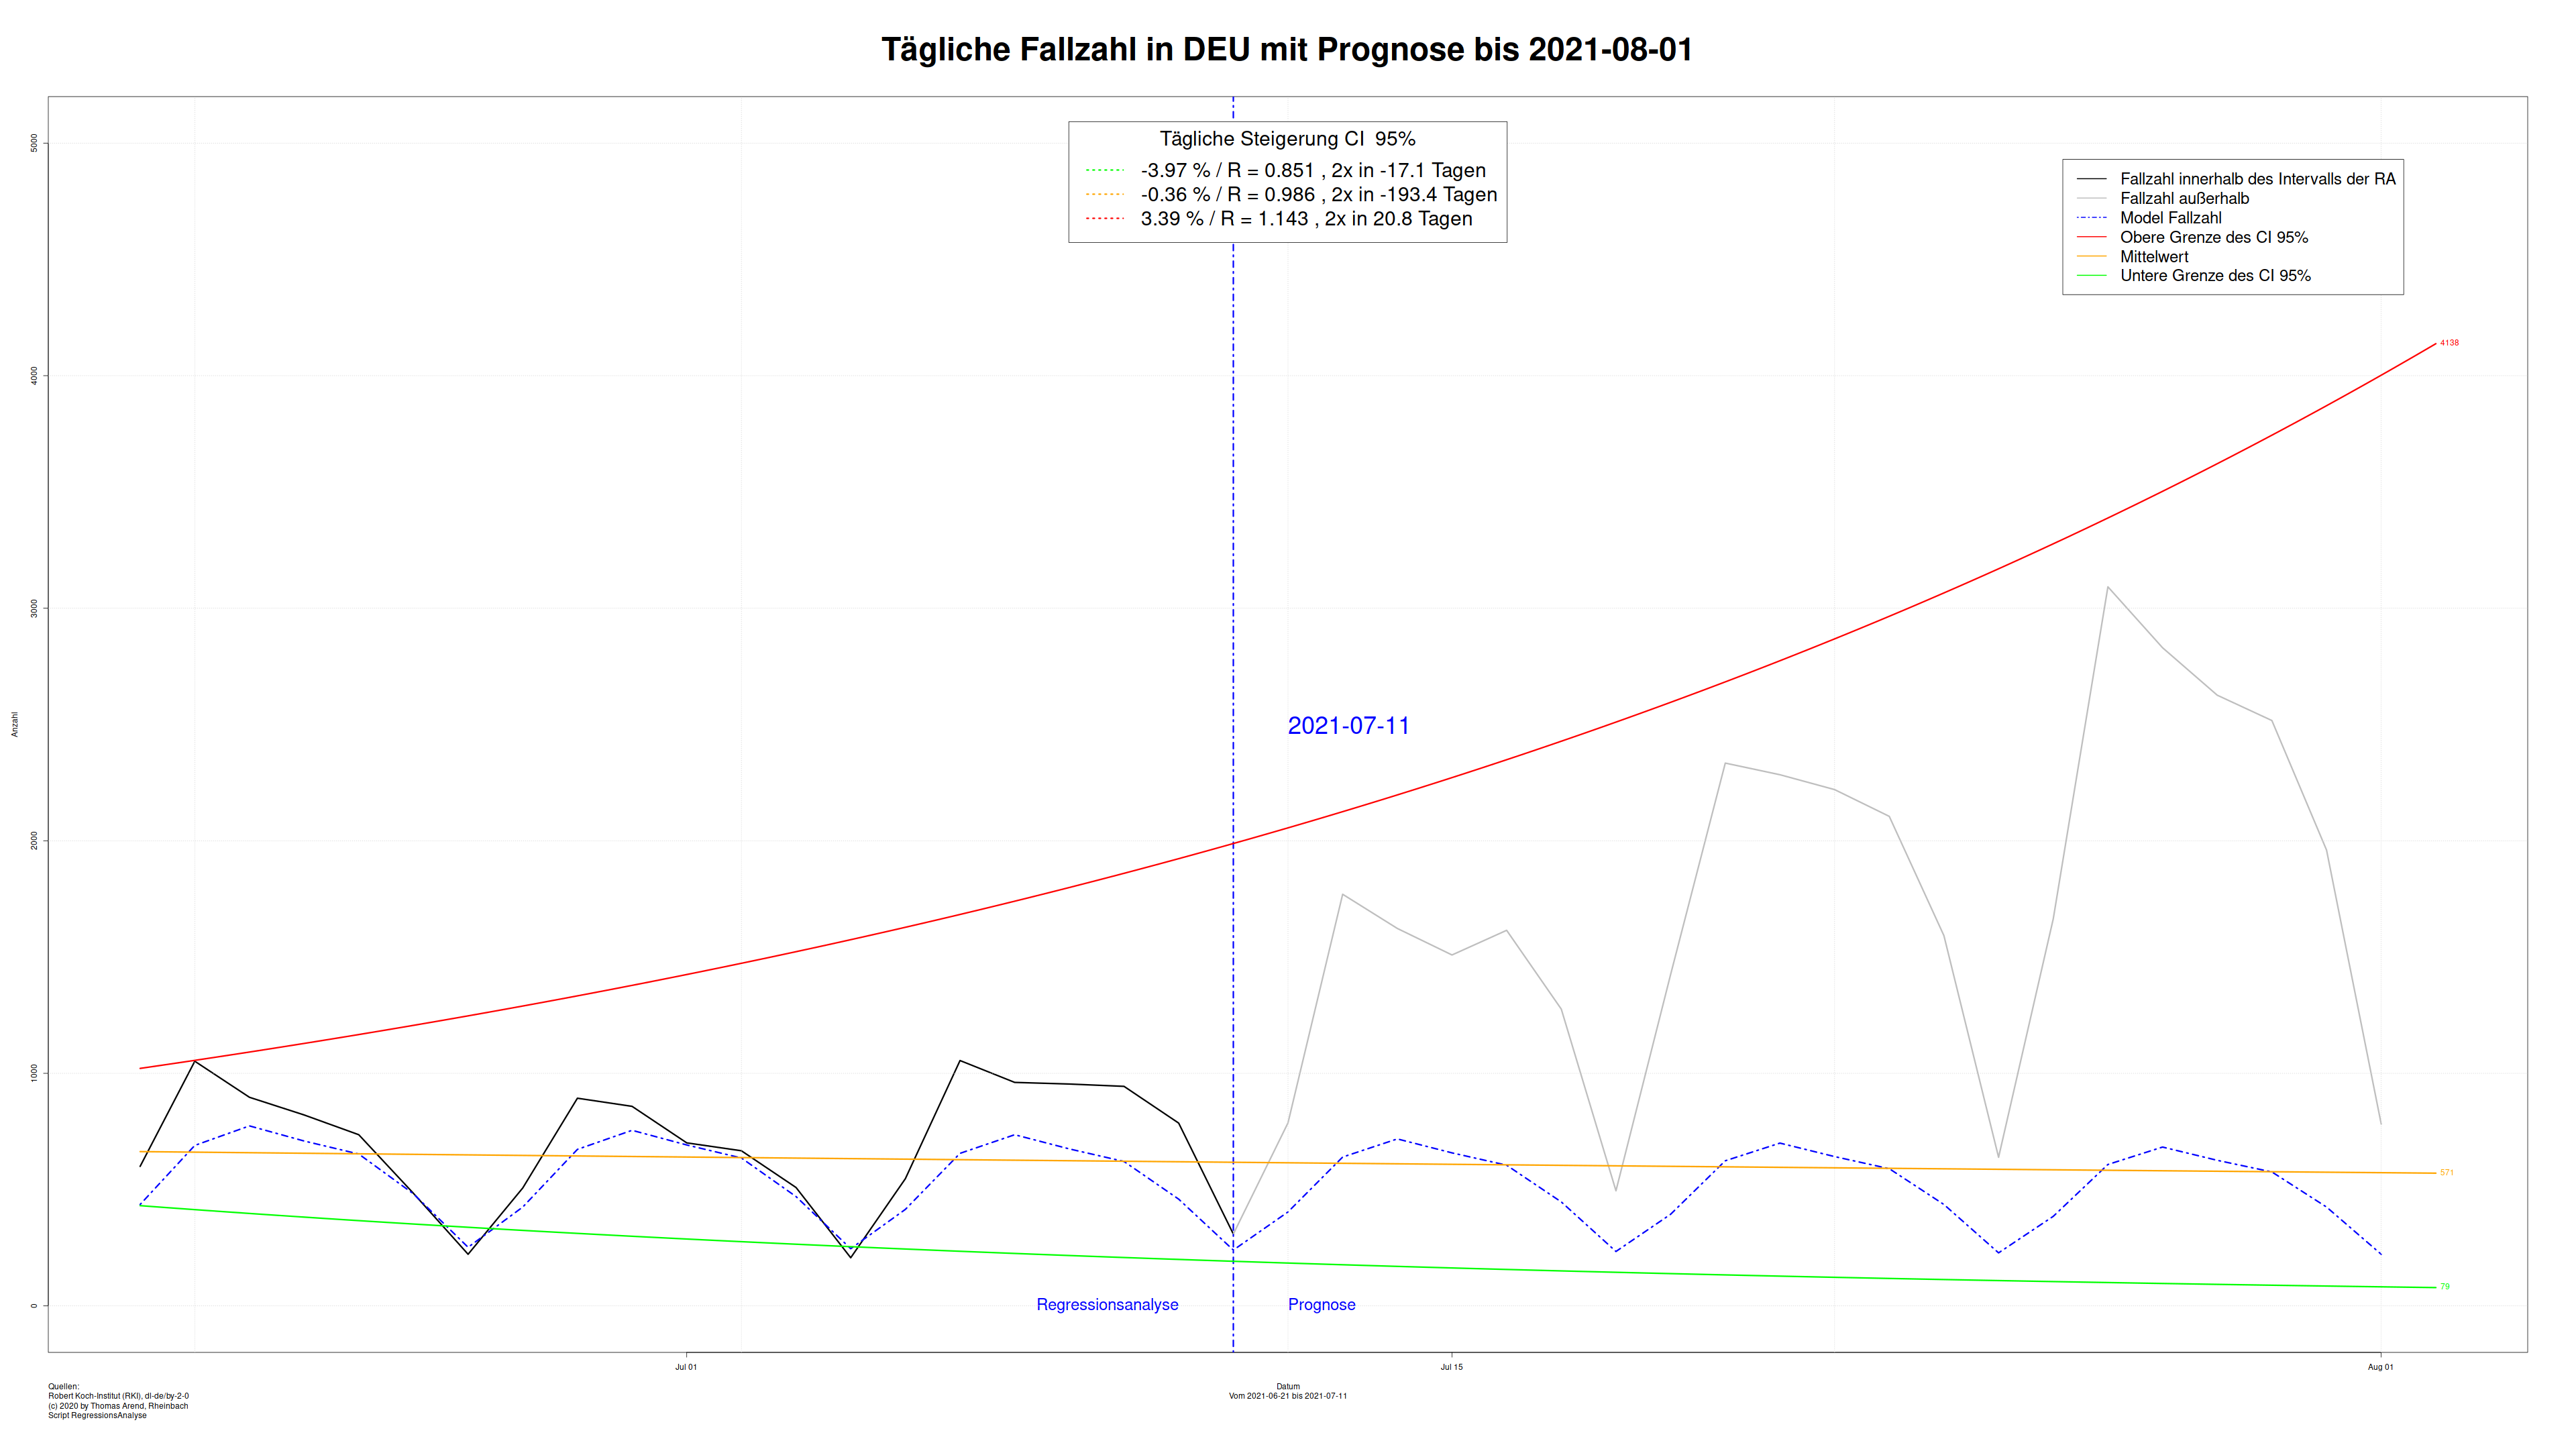 Tägliche Fallzahl in DEU mit Prognose bis 2021-08-01
Tägliche Steigerung CI 95%
-3.97 % / R = 0.851 , 2x in -17.1 Tagen
-0.36 % / R = 0.986 , 2x in -193.4 Tagen
3.39 % / R = 1.143 , 2x in 20.8 Tagen
Fallzahl innerhalb des Intervalls der RA
Fallzahl außerhalb
Model Fallzahl
Obere Grenze des CI 95%
Mittelwert
Untere Grenze des CI 95%
5000
4000
3000
2000
1000
0
Anzahl
4138
2021-07-11
571
79
Regressionsanalyse
Prognose
Jul 01
Jul 15
Aug 01
Datum
Vom 2021-06-21 bis 2021-07-11
Quellen:
Robert Koch-Institut (RKI), dl-de/by-2-0
(c) 2020 by Thomas Arend, Rheinbach
Script RegressionsAnalyse